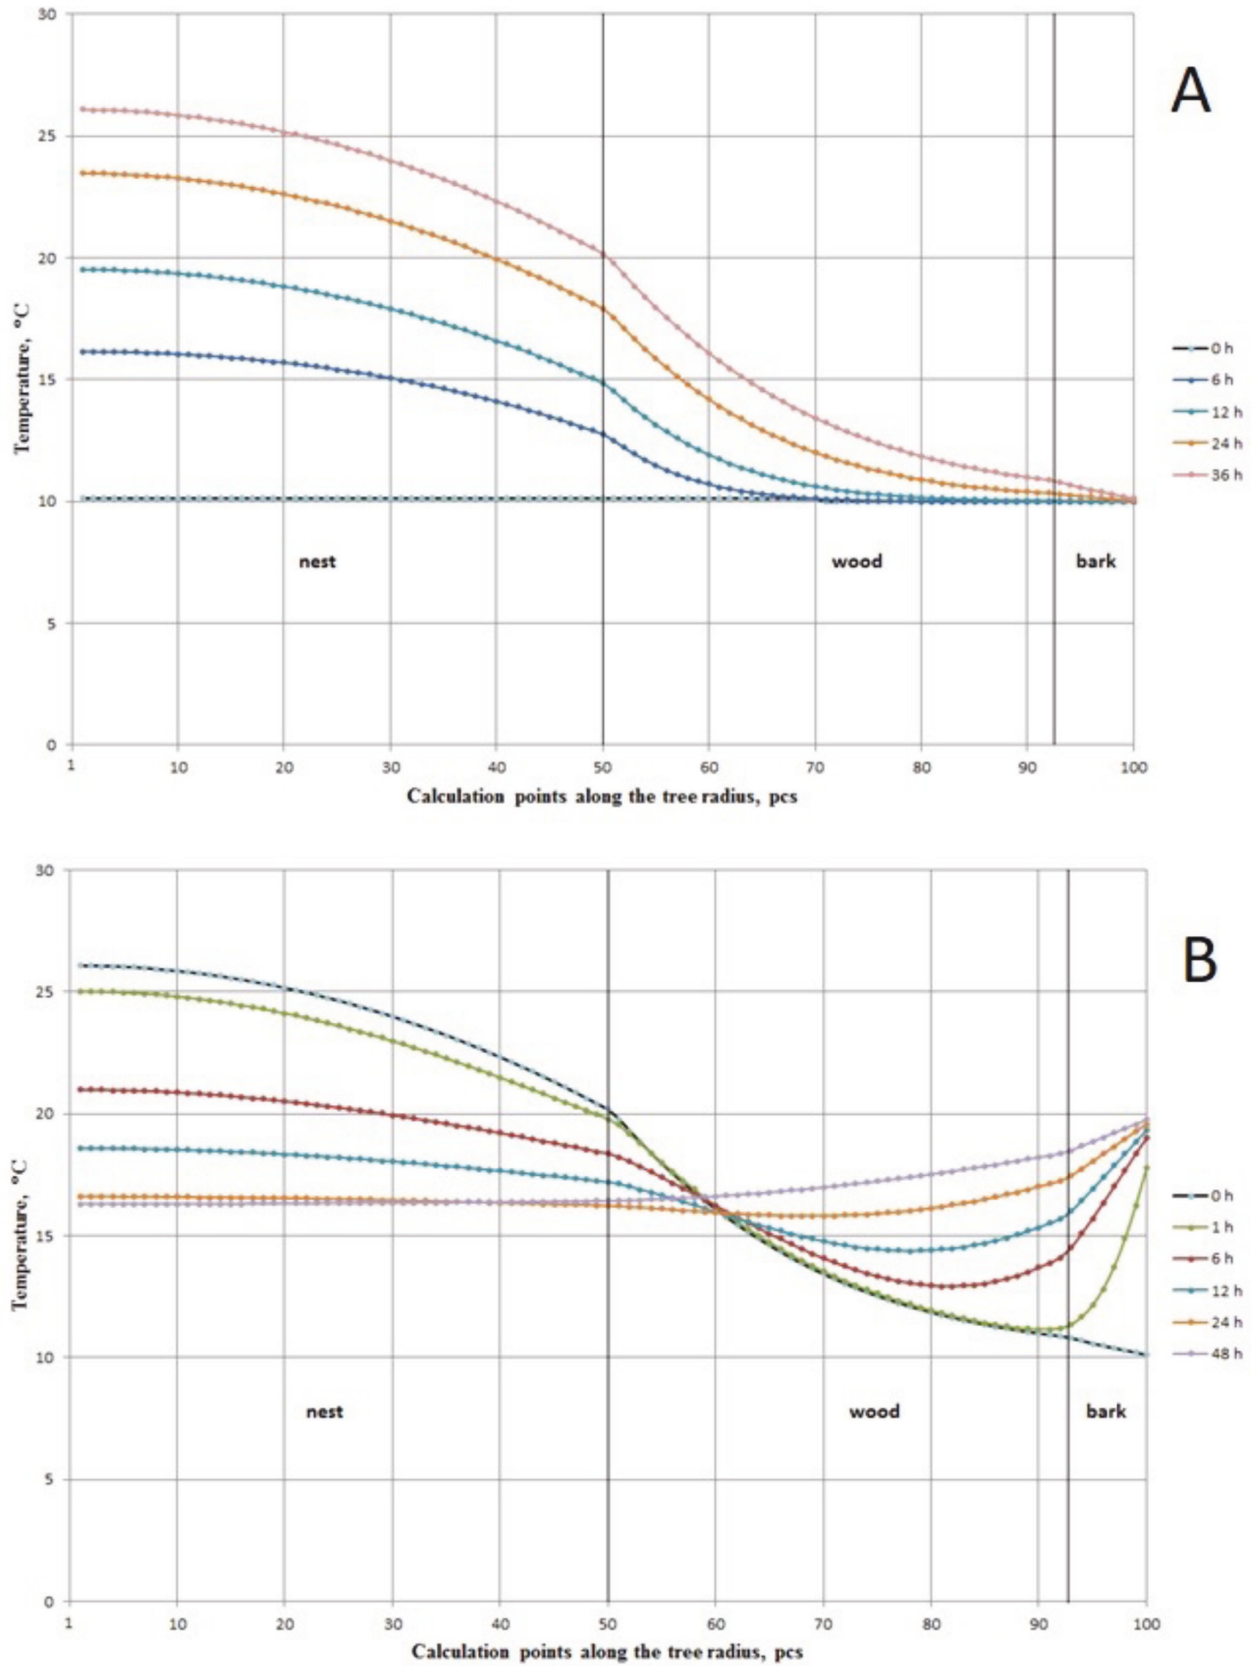 A
30
25
20
15
10
5
0
Temperature, °C
0 h
6 h
12 h
24 h
36 h
nest wood bark
1 10 20 30 40 50 60 70 80 90 100
Calculation points along the tree radius, pcs
B
30
25
20
15
10
5
0
Temperature, °C
0 h
1 h
6 h
12 h
24 h
48 h
nest wood bark
1 10 20 30 40 50 60 70 80 90 100
Calculation points along the tree radius, pcs